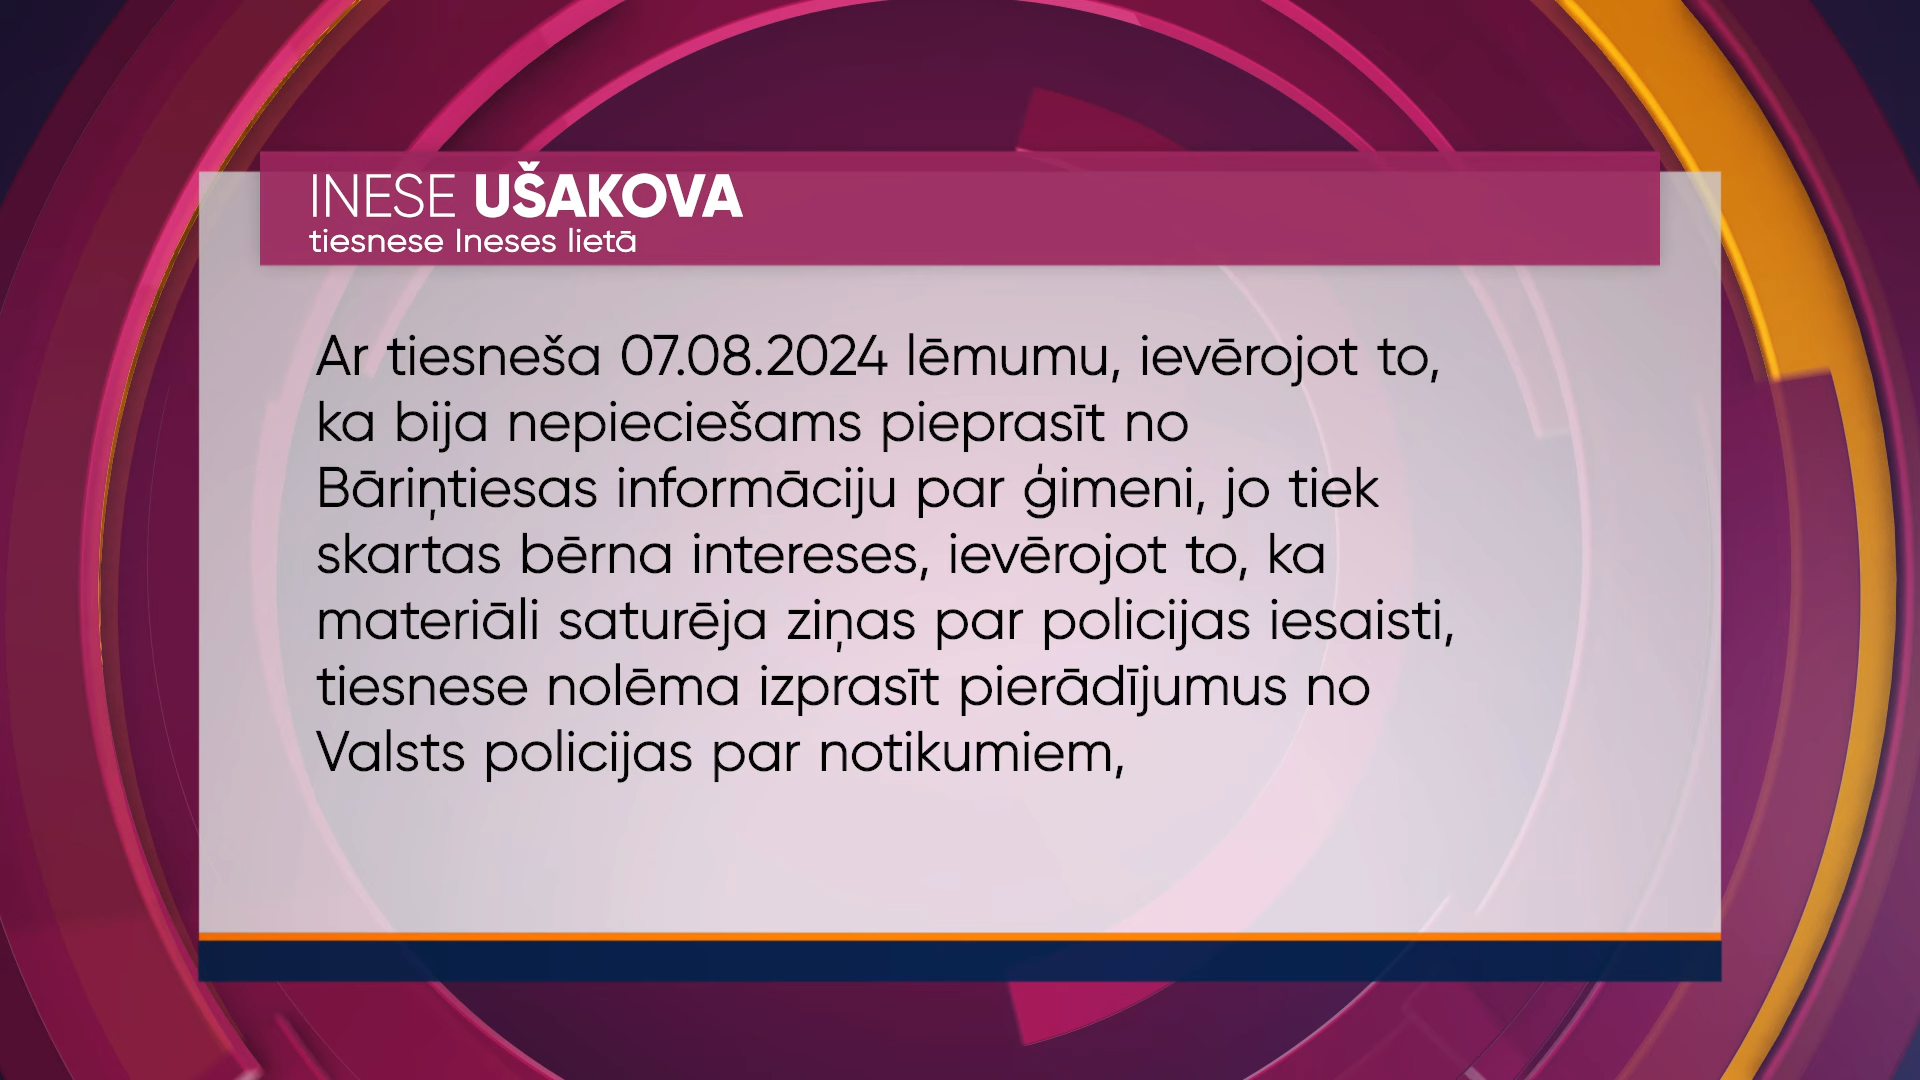 INESE UŠAKOVA
tiesnese Ineses lietā
Ar tiesneša 07.08.2024 lēmumu, ievērojot to,
ka bija nepieciešams pieprasīt no
Bāriņtiesas informāciju par ģimeni, jo tiek
skartas bērna intereses, ievērojot to, ka
materiāli saturēja ziņas par policijas iesaisti,
tiesnese nolēma izprasīt pierādījumus no
Valsts policijas par notikumiem,